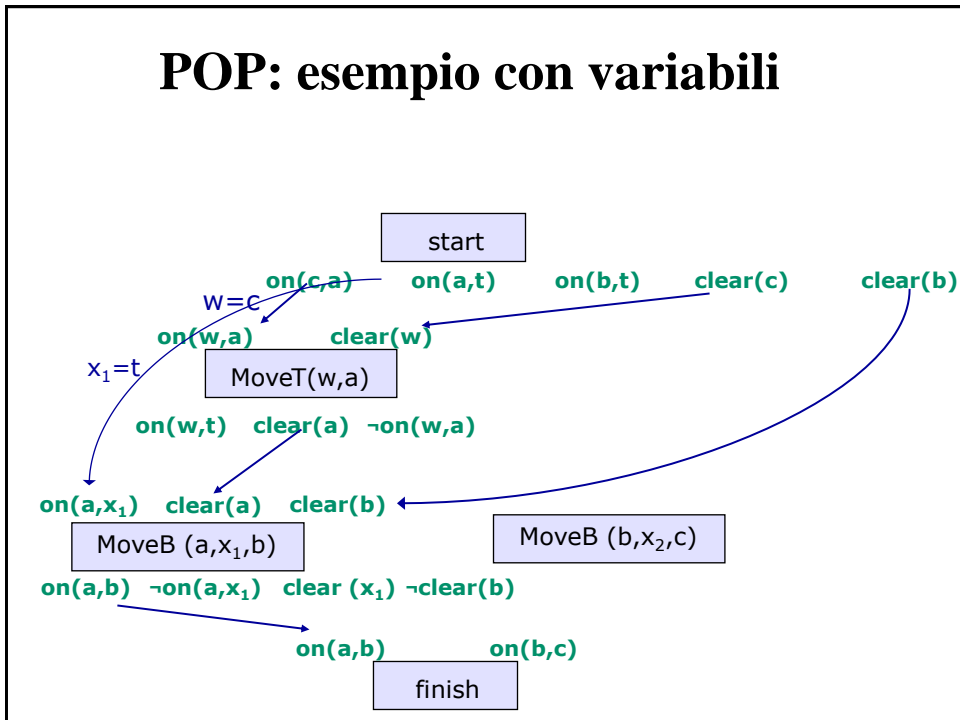 POP: esempio con variabili
start
on(c,a) on(a,t) on(b,t) clear(c) clear(b)
w=c
on(w,a) clear(w)
x₁=t
MoveT(w,a)
on(w,t) clear(a) ¬on(w,a)
on(a,x₁) clear(a) clear(b)
MoveB (a,x₁,b) MoveB (b,x₂,c)
on(a,b) ¬on(a,x₁) clear (x₁) ¬clear(b)
on(a,b) on(b,c)
finish